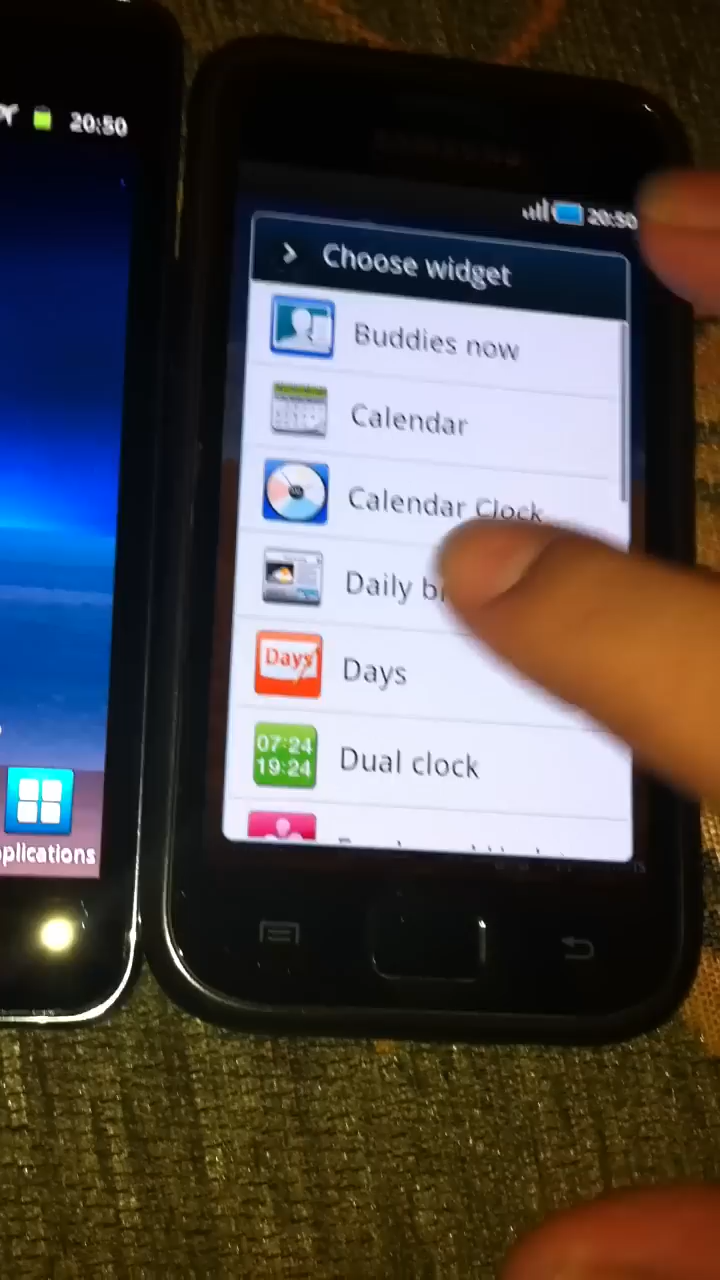 20:50
20:50
Choose widget
Buddies now
Calendar
Calendar Clock
Daily
Days
Days
07:24
19:24
Dual clock
plications